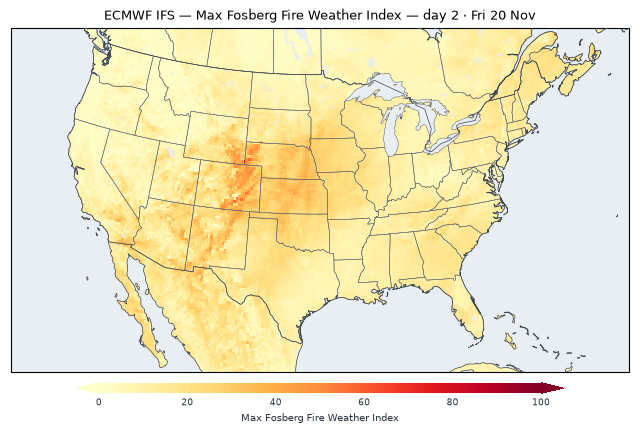 ECMWF IFS — Max Fosberg Fire Weather Index — day 2 · Fri 20 Nov
0 20 40 60 80 100
Max Fosberg Fire Weather Index